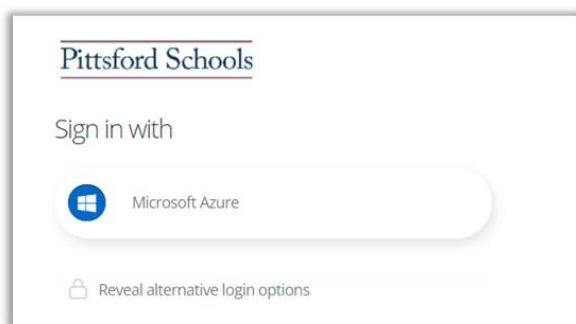 Pittsford Schools
Sign in with
Microsoft Azure
Reveal alternative login options